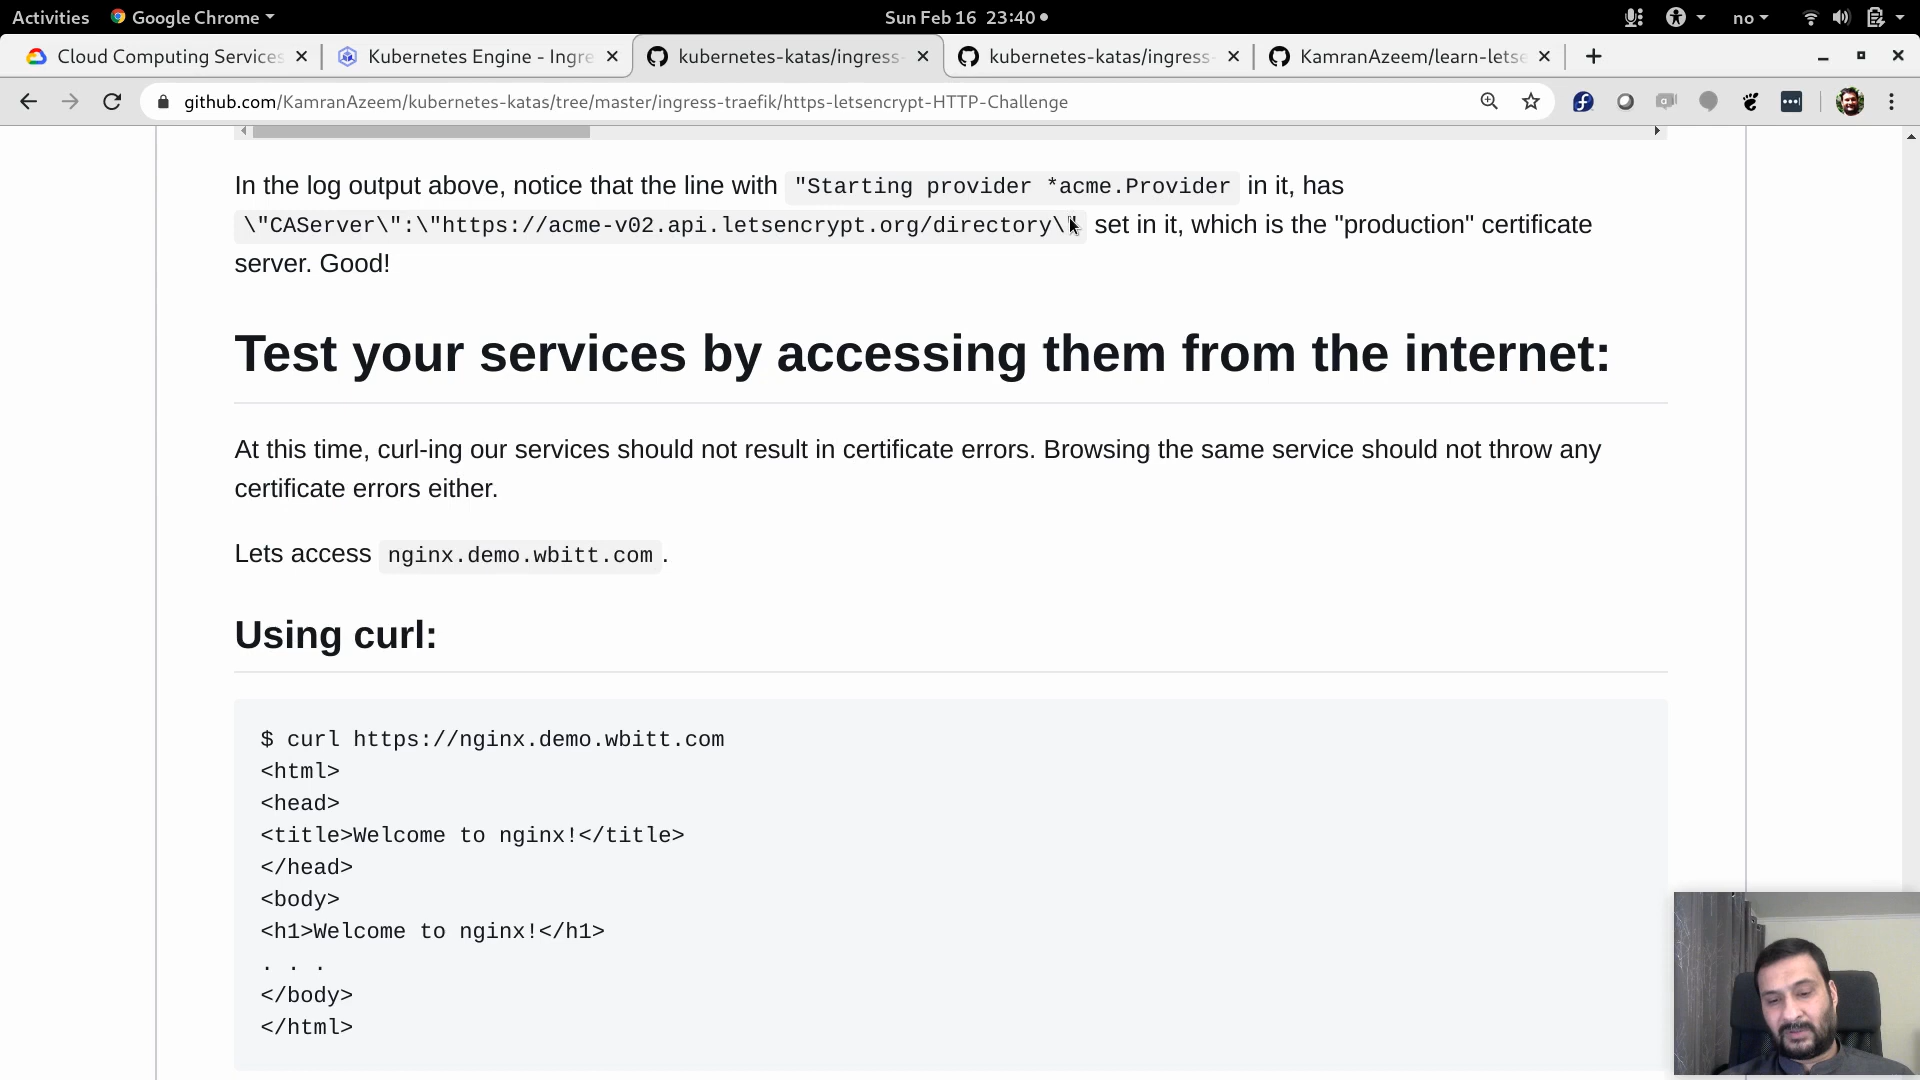 Activities
Google Chrome
Sun Feb 16 23:40
no
Cloud Computing Services
Kubernetes Engine - Ingre
kubernetes-katas/ingress-
kubernetes-katas/ingress-
KamranAzeem/learn-letse
github.com/KamranAzeem/kubernetes-katas/tree/master/ingress-traefik/https-letsencrypt-HTTP-Challenge
In the log output above, notice that the line with "Starting provider *acme.Provider in it, has
\"CAServer\":\"https://acme-v02.api.letsencrypt.org/directory\" set in it, which is the "production" certificate
server. Good!
Test your services by accessing them from the internet:
At this time, curl-ing our services should not result in certificate errors. Browsing the same service should not throw any
certificate errors either.
Lets access nginx.demo.wbitt.com.
Using curl:
$ curl https://nginx.demo.wbitt.com
<html>
<head>
<title>Welcome to nginx!</title>
</head>
<body>
<h1>Welcome to nginx!</h1>
. . .
</body>
</html>